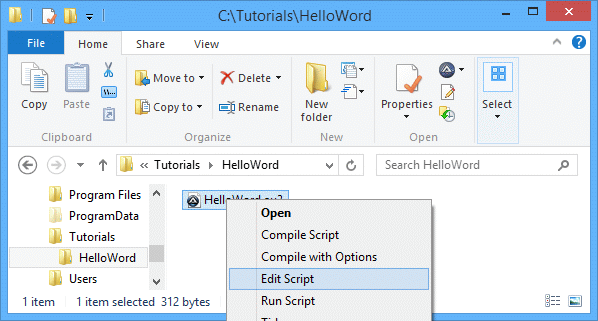 C:\Tutorials\HelloWord
File Home Share View
Copy Paste Move to Copy to Delete Rename New folder Properties Select
Clipboard Organize New Open
« Tutorials HelloWord Search HelloWord
Program Files
ProgramData
Tutorials
HelloWord
Users
HelloWord.au3
Open
Compile Script
Compile with Options
Edit Script
Run Script
1 item 1 item selected 312 bytes